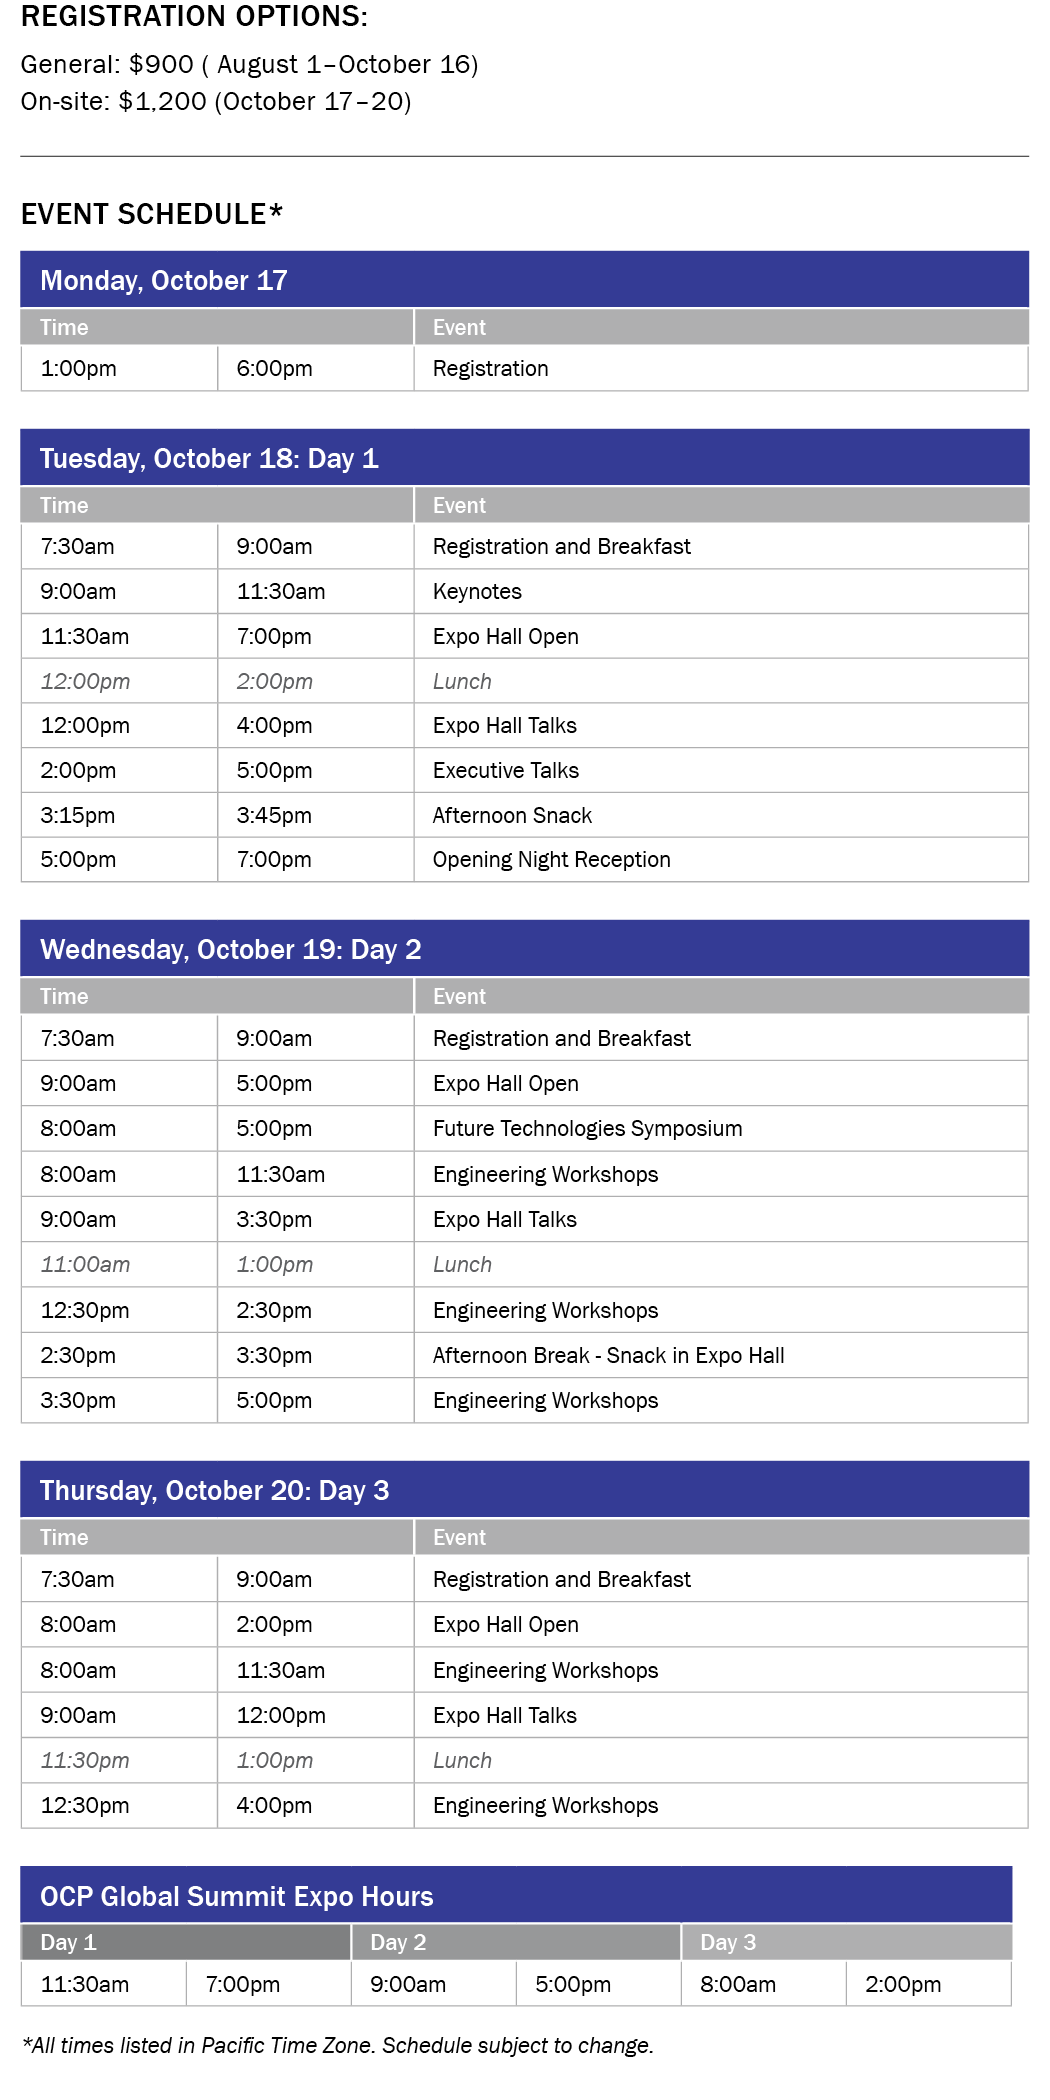 REGISTRATION OPTIONS:
General: $900 ( August 1–October 16)
On-site: $1,200 (October 17–20)
EVENT SCHEDULE*
Monday, October 17
Time Event
1:00pm 6:00pm Registration
Tuesday, October 18: Day 1
Time Event
7:30am 9:00am Registration and Breakfast
9:00am 11:30am Keynotes
11:30am 7:00pm Expo Hall Open
12:00pm 2:00pm Lunch
12:00pm 4:00pm Expo Hall Talks
2:00pm 5:00pm Executive Talks
3:15pm 3:45pm Afternoon Snack
5:00pm 7:00pm Opening Night Reception
Wednesday, October 19: Day 2
Time Event
7:30am 9:00am Registration and Breakfast
9:00am 5:00pm Expo Hall Open
8:00am 5:00pm Future Technologies Symposium
8:00am 11:30am Engineering Workshops
9:00am 3:30pm Expo Hall Talks
11:00am 1:00pm Lunch
12:30pm 2:30pm Engineering Workshops
2:30pm 3:30pm Afternoon Break - Snack in Expo Hall
3:30pm 5:00pm Engineering Workshops
Thursday, October 20: Day 3
Time Event
7:30am 9:00am Registration and Breakfast
8:00am 2:00pm Expo Hall Open
8:00am 11:30am Engineering Workshops
9:00am 12:00pm Expo Hall Talks
11:30pm 1:00pm Lunch
12:30pm 4:00pm Engineering Workshops
OCP Global Summit Expo Hours
Day 1 Day 2 Day 3
11:30am 7:00pm 9:00am 5:00pm 8:00am 2:00pm
*All times listed in Pacific Time Zone. Schedule subject to change.